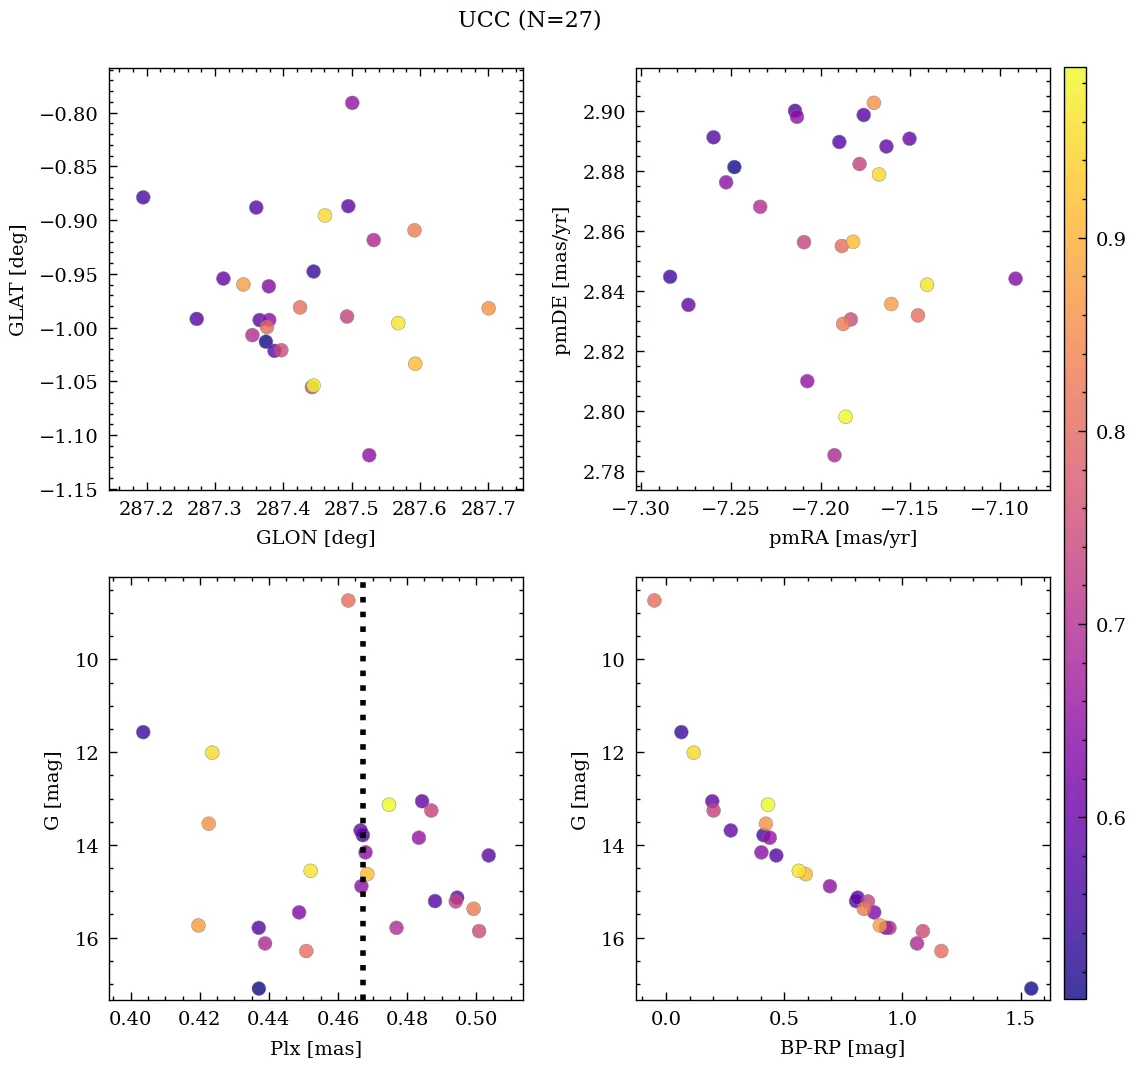 UCC (N=27)
−0.80
−0.85
−0.90
−0.95
−1.00
−1.05
−1.10
−1.15
GLAT [deg]
287.2 287.3 287.4 287.5 287.6 287.7
GLON [deg]
2.90
2.88
2.86
2.84
2.82
2.80
2.78
pmDE [mas/yr]
−7.30 −7.25 −7.20 −7.15 −7.10
pmRA [mas/yr]
0.9
0.8
0.7
0.6
10
12
14
16
G [mag]
0.40 0.42 0.44 0.46 0.48 0.50
Plx [mas]
10
12
14
16
G [mag]
0.0 0.5 1.0 1.5
BP-RP [mag]